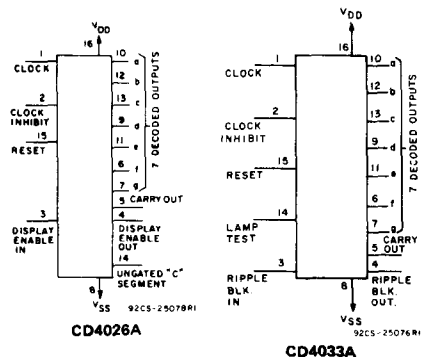 VDD
16
1
CLOCK
2
CLOCK
INHIBIT
15
RESET
3
DISPLAY
ENABLE
IN
10 a
12 b
13 c
9 d
11 e
6 f
7 g
7 DECODED OUTPUTS
5 CARRY OUT
4
DISPLAY
ENABLE
OUT
14
UNGATED "C"
SEGMENT
8
VSS
92CS-25078RI
CD4026A
VDD
16
1
CLOCK
2
CLOCK
INHIBIT
15
RESET
14
LAMP
TEST
3
RIPPLE
BLK.
IN
10 a
12 b
13 c
9 d
11 e
6 f
7 g
7 DECODED OUTPUTS
CARRY
5 OUT
4
RIPPLE
BLK.
OUT.
8
VSS
92CS-25076RI
CD4033A